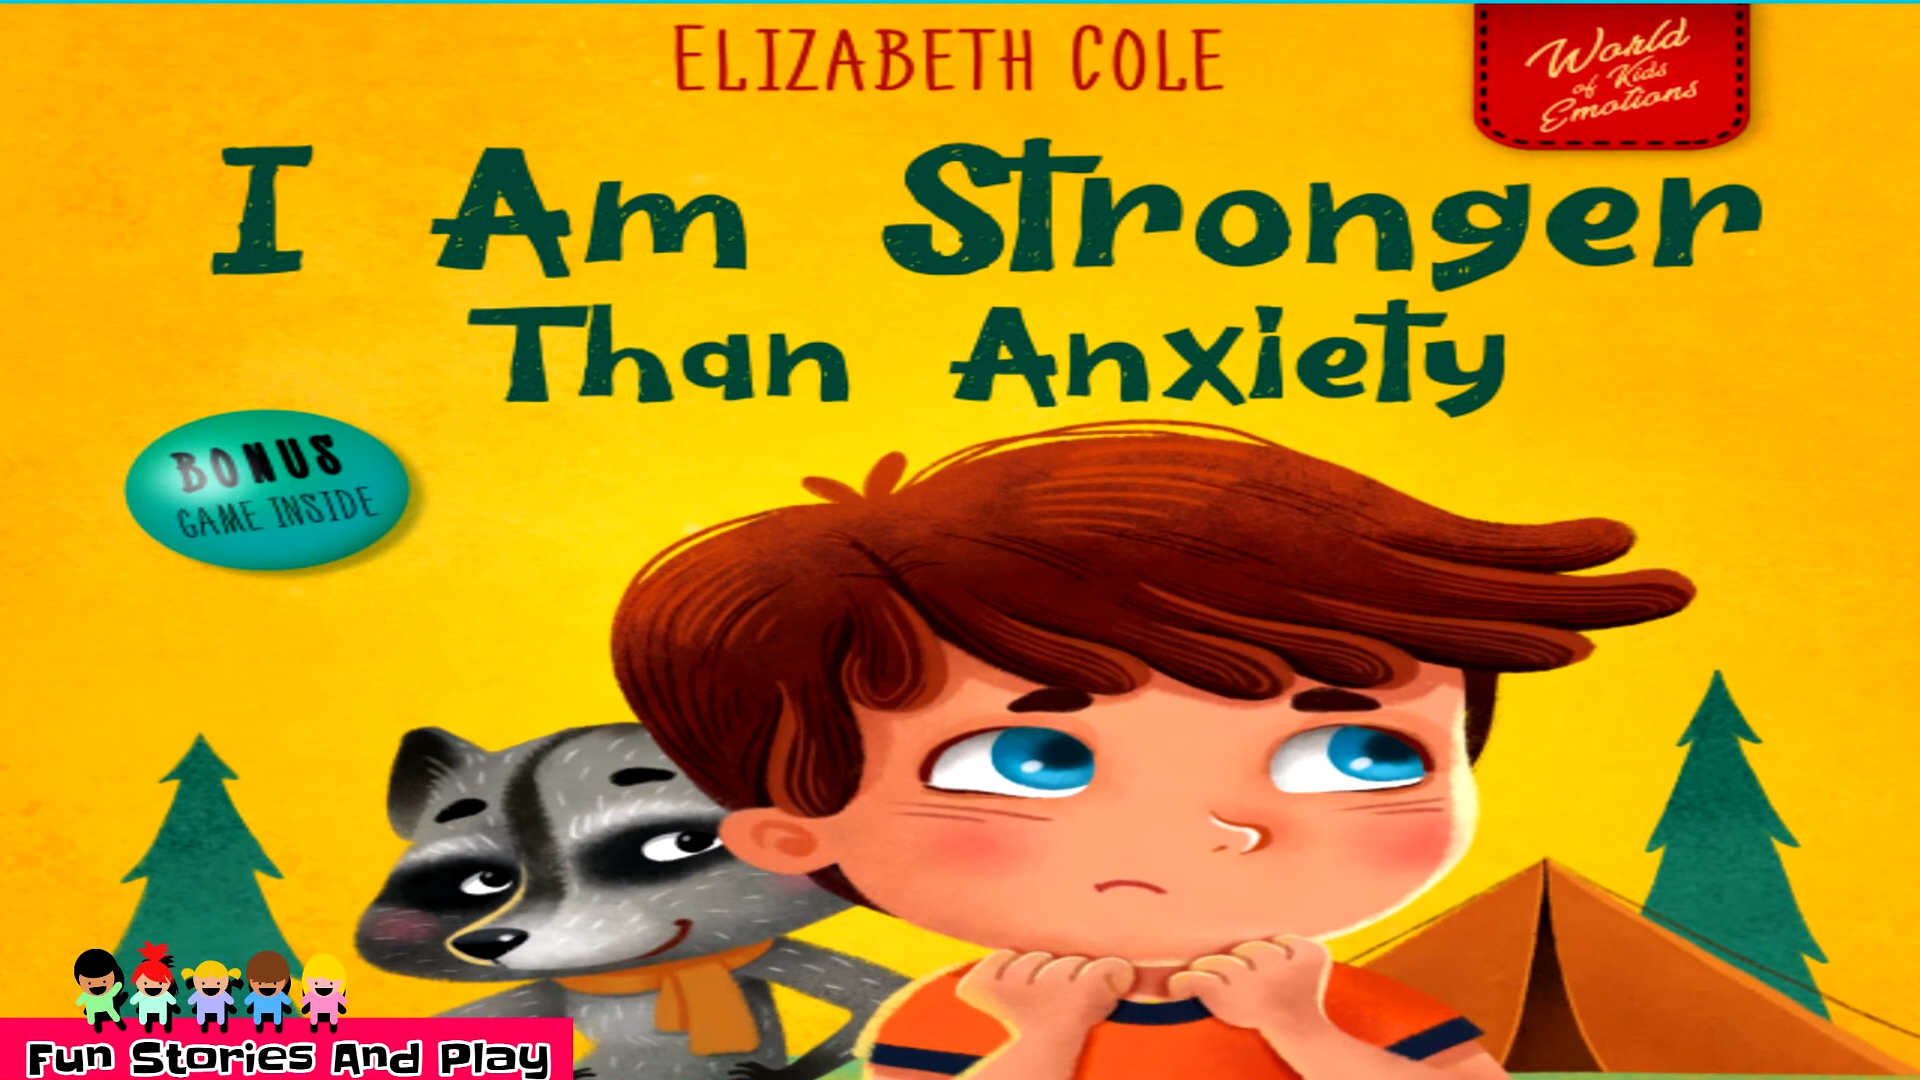 ELIZABETH COLE
World
of Kids
Emotions
I Am Stronger
Than Anxiety
BONUS
GAME INSIDE
Fun Stories And Play